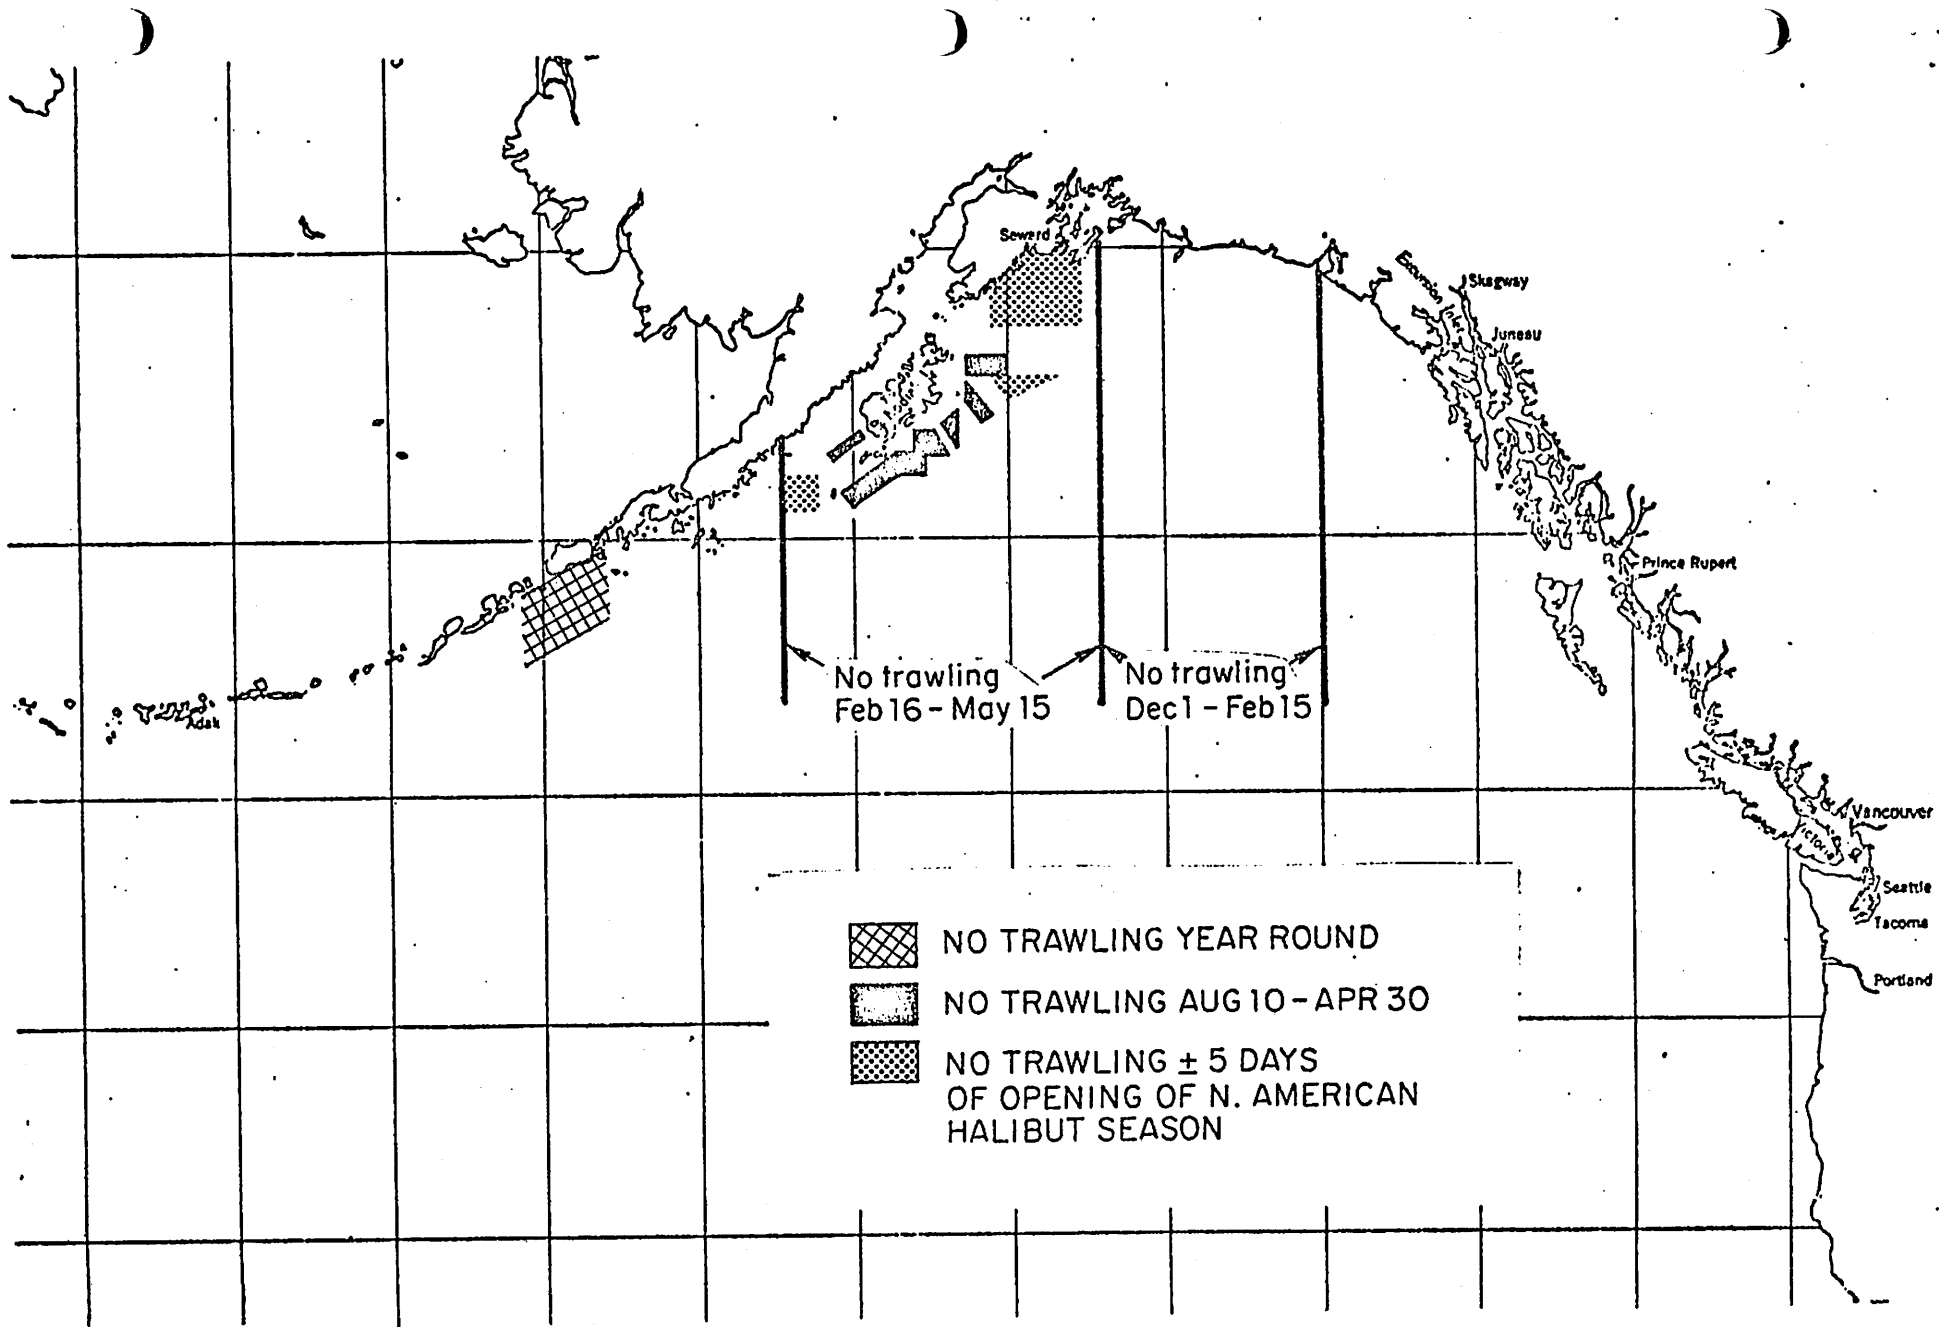 Seward
Excursion Inlet
Skagway
Juneau
Prince Rupert
Adak
No trawling
Feb 16 – May 15
No trawling
Dec 1 – Feb 15
Vancouver
Victoria
Seattle
Tacoma
Portland
NO TRAWLING YEAR ROUND
NO TRAWLING AUG 10 – APR 30
NO TRAWLING ± 5 DAYS
OF OPENING OF N. AMERICAN
HALIBUT SEASON